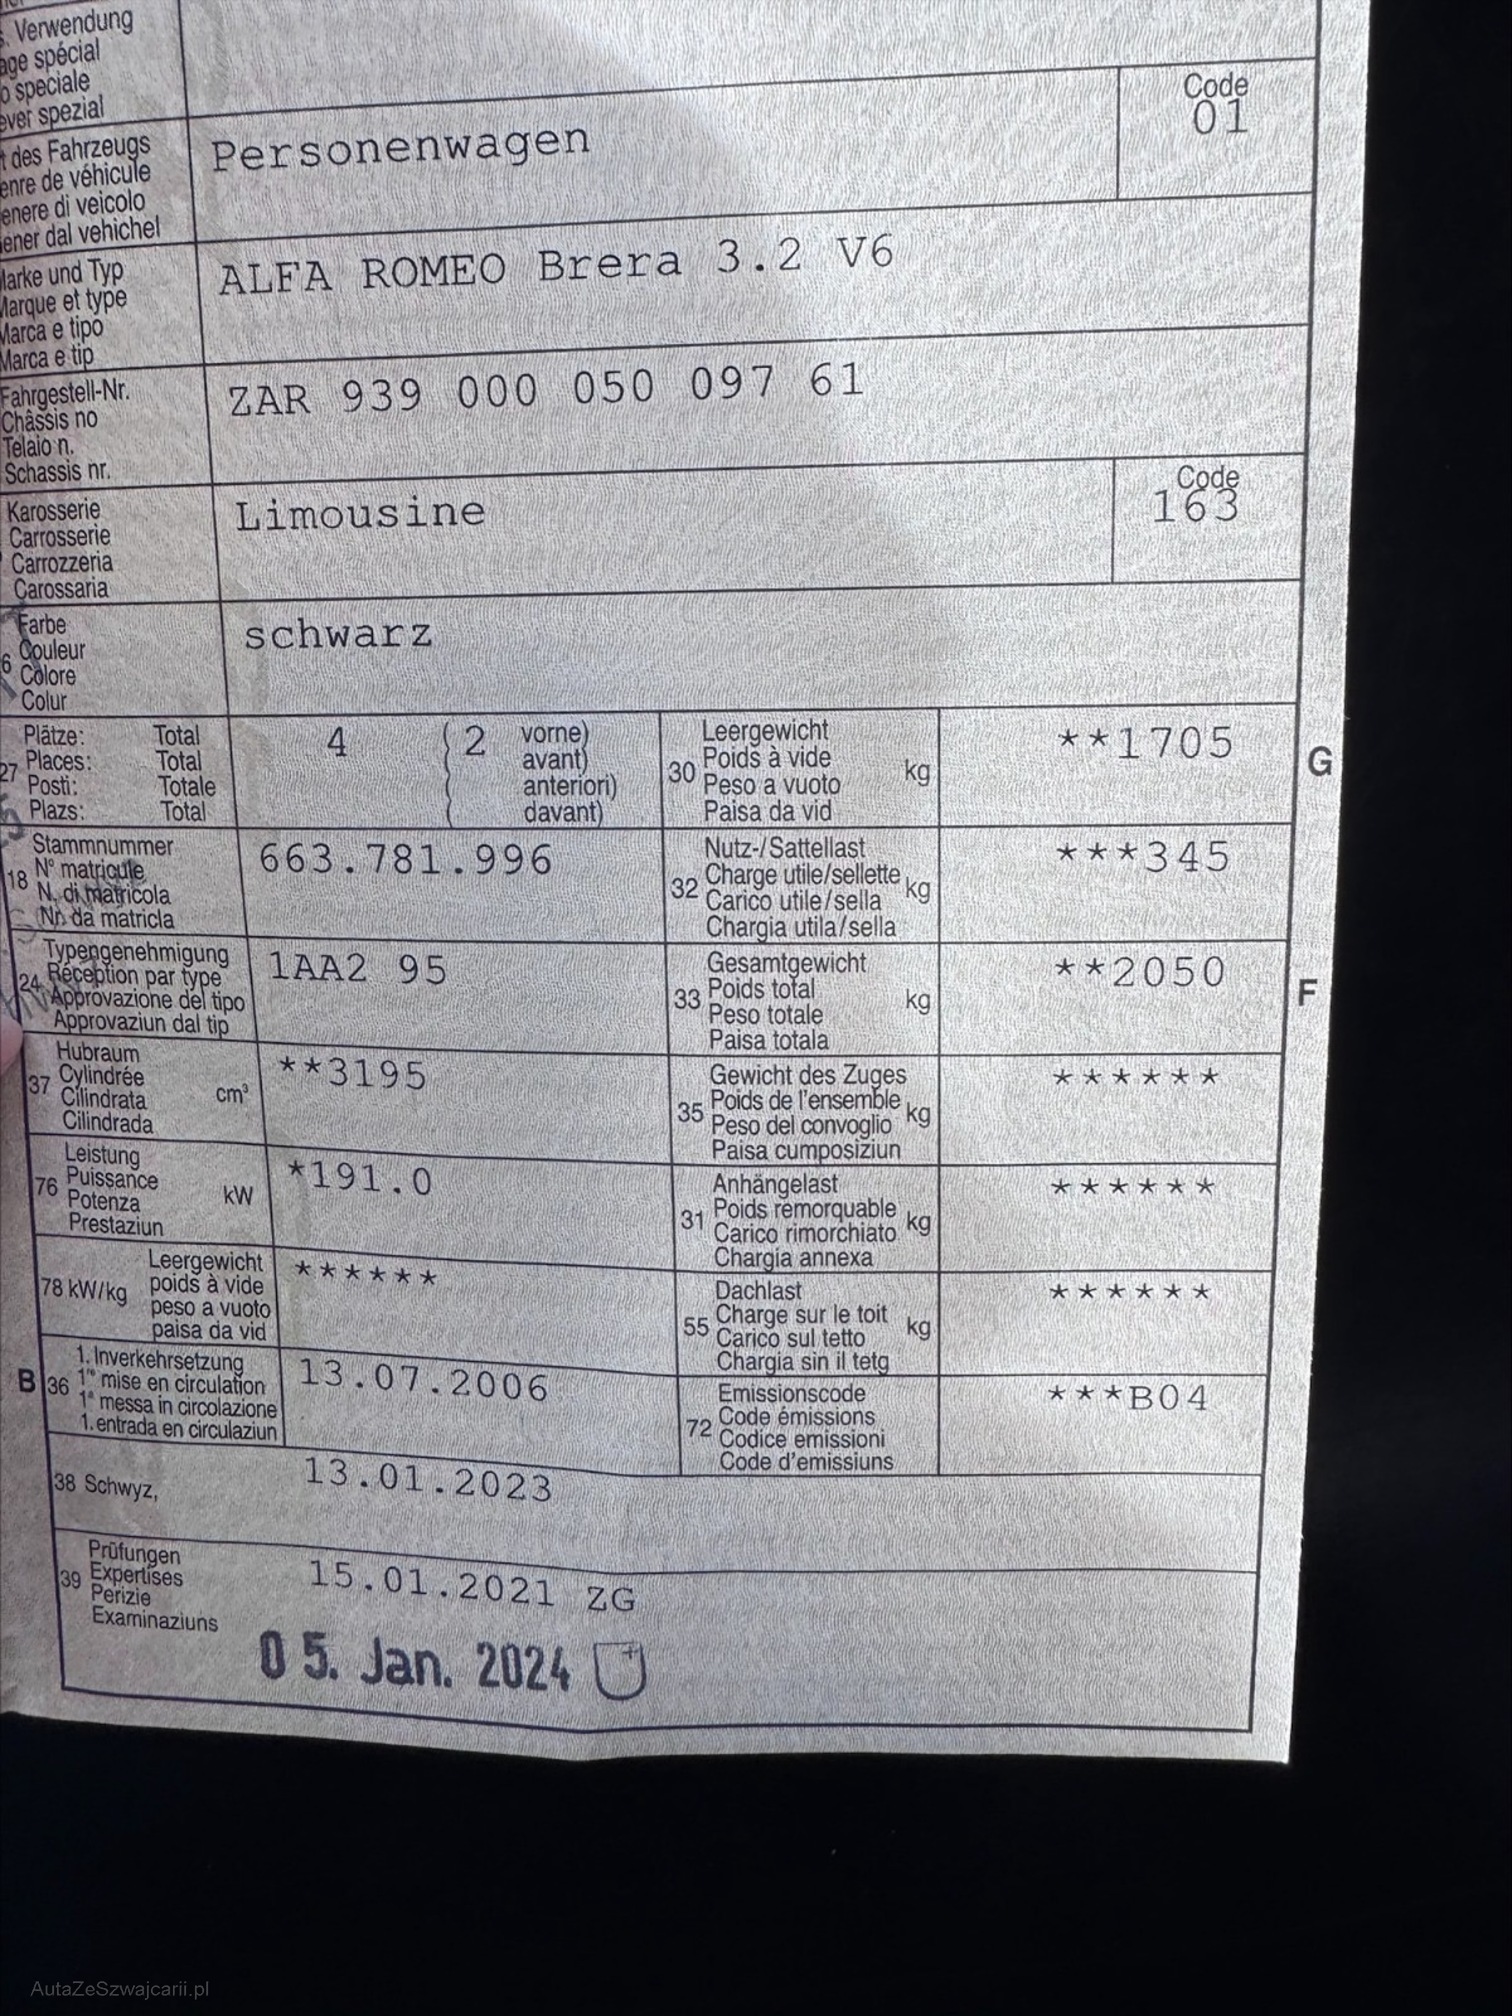 Verwendung
spécial
speciale
spezial
des Fahrzeugs
de véhicule
di veicolo
dal vehichel
Personenwagen
Code
01
Marke und Typ
Marque et type
Marca e tipo
Marca e tip
ALFA ROMEO Brera 3.2 V6
Fahrgestell-Nr.
Châssis no
Telaio n.
Schassis nr.
ZAR 939 000 050 097 61
Karosserie
Carrosserie
Carrozzeria
Carossaria
Limousine
Code
163
Farbe
Couleur
Colore
Colur
schwarz
27 Plätze: Total
Places: Total
Posti: Totale
Plazs: Total
4 ( 2 vorne)
( avant)
( anteriori)
( davant)
30 Leergewicht
Poids à vide
Peso a vuoto
Paisa da vid
kg
**1705
G
18 Stammnummer
N° matricule
N. di matricola
Nr. da matricla
663.781.996
32 Nutz-/Sattellast
Charge utile/sellette
Carico utile/sella
Chargia utila/sella
kg
***345
24 Typengenehmigung
Réception par type
Approvazione del tipo
Approvaziun dal tip
1AA2 95
33 Gesamtgewicht
Poids total
Peso totale
Paisa totala
kg
**2050
F
37 Hubraum
Cylindrée
Cilindrata
Cilindrada
cm³
**3195
35 Gewicht des Zuges
Poids de l'ensemble
Peso del convoglio
Paisa cumposiziun
kg
******
76 Leistung
Puissance
Potenza
Prestaziun
kW
*191.0
31 Anhängelast
Poids remorquable
Carico rimorchiato
Chargia annexa
kg
******
78 kW/kg
Leergewicht
poids à vide
peso a vuoto
paisa da vid
******
55 Dachlast
Charge sur le toit
Carico sul tetto
Chargia sin il tetg
kg
******
B 36 1. Inverkehrsetzung
1re mise en circulation
1a messa in circolazione
1. entrada en circulaziun
13.07.2006
72 Emissionscode
Code émissions
Codice emissioni
Code d'emissiuns
***B04
38 Schwyz,
13.01.2023
39 Prüfungen
Expertises
Perizie
Examinaziuns
15.01.2021 ZG
05. Jan. 2024
AutaZeSzwajcarii.pl